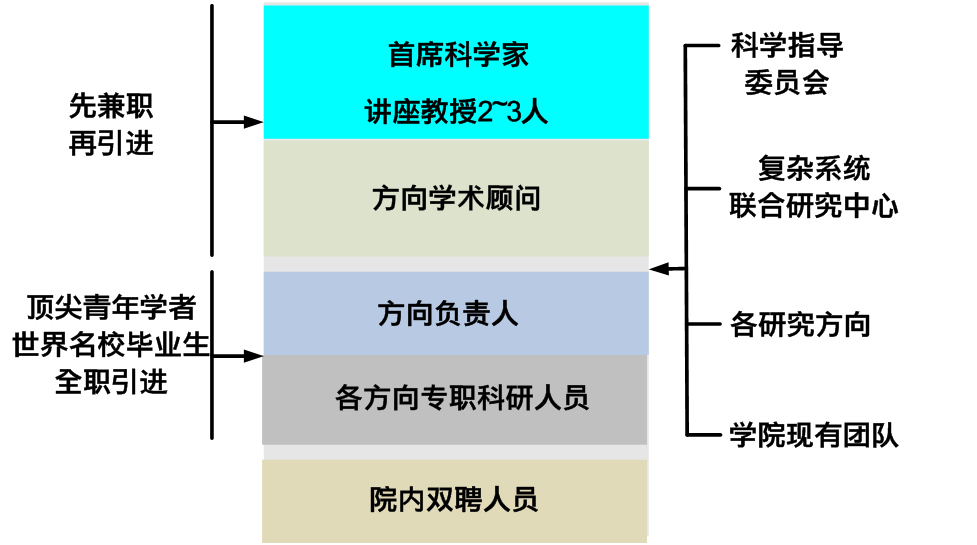 先兼职
再引进
顶尖青年学者
世界名校毕业生
全职引进
首席科学家
讲座教授2~3人
方向学术顾问
方向负责人
各方向专职科研人员
院内双聘人员
科学指导
委员会
复杂系统
联合研究中心
各研究方向
学院现有团队